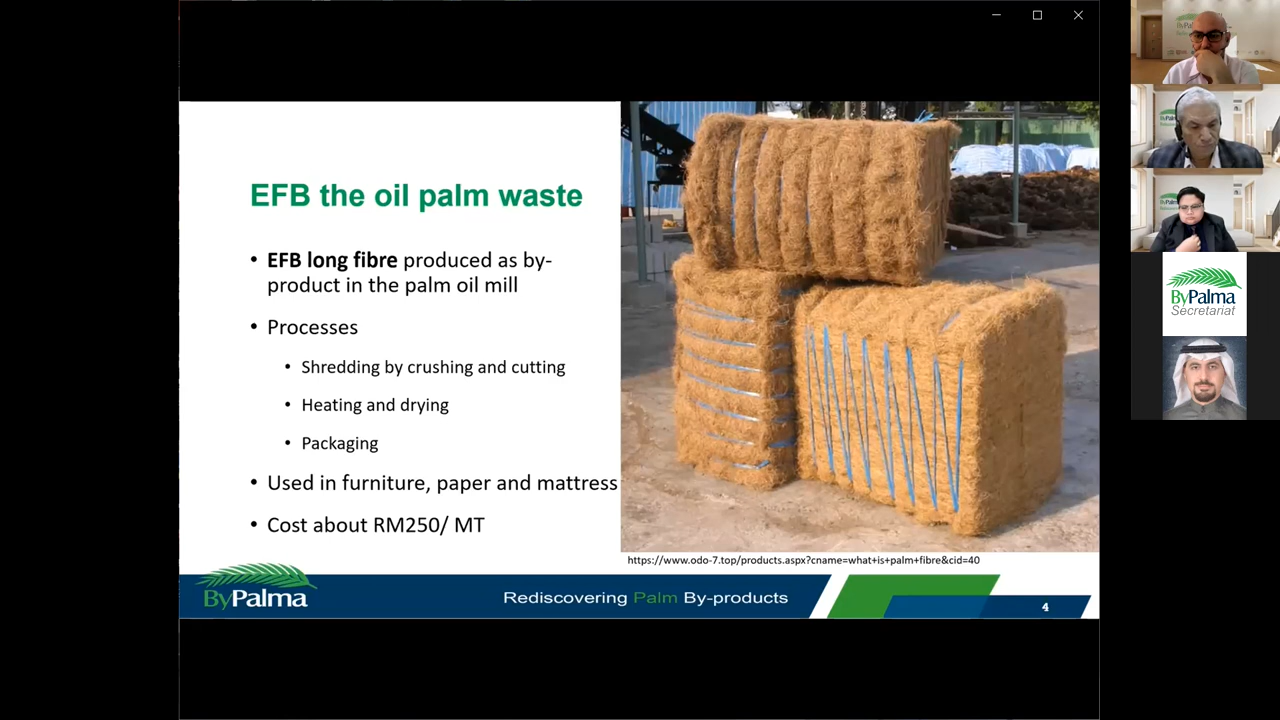 EFB the oil palm waste
• EFB long fibre produced as by-
product in the palm oil mill
• Processes
• Shredding by crushing and cutting
• Heating and drying
• Packaging
• Used in furniture, paper and mattress
• Cost about RM250/ MT
https://www.odo-7.top/products.aspx?cname=what+is+palm+fibre&cid=40
ByPalma
Rediscovering Palm By-products
4
ByPalma
Secretariat